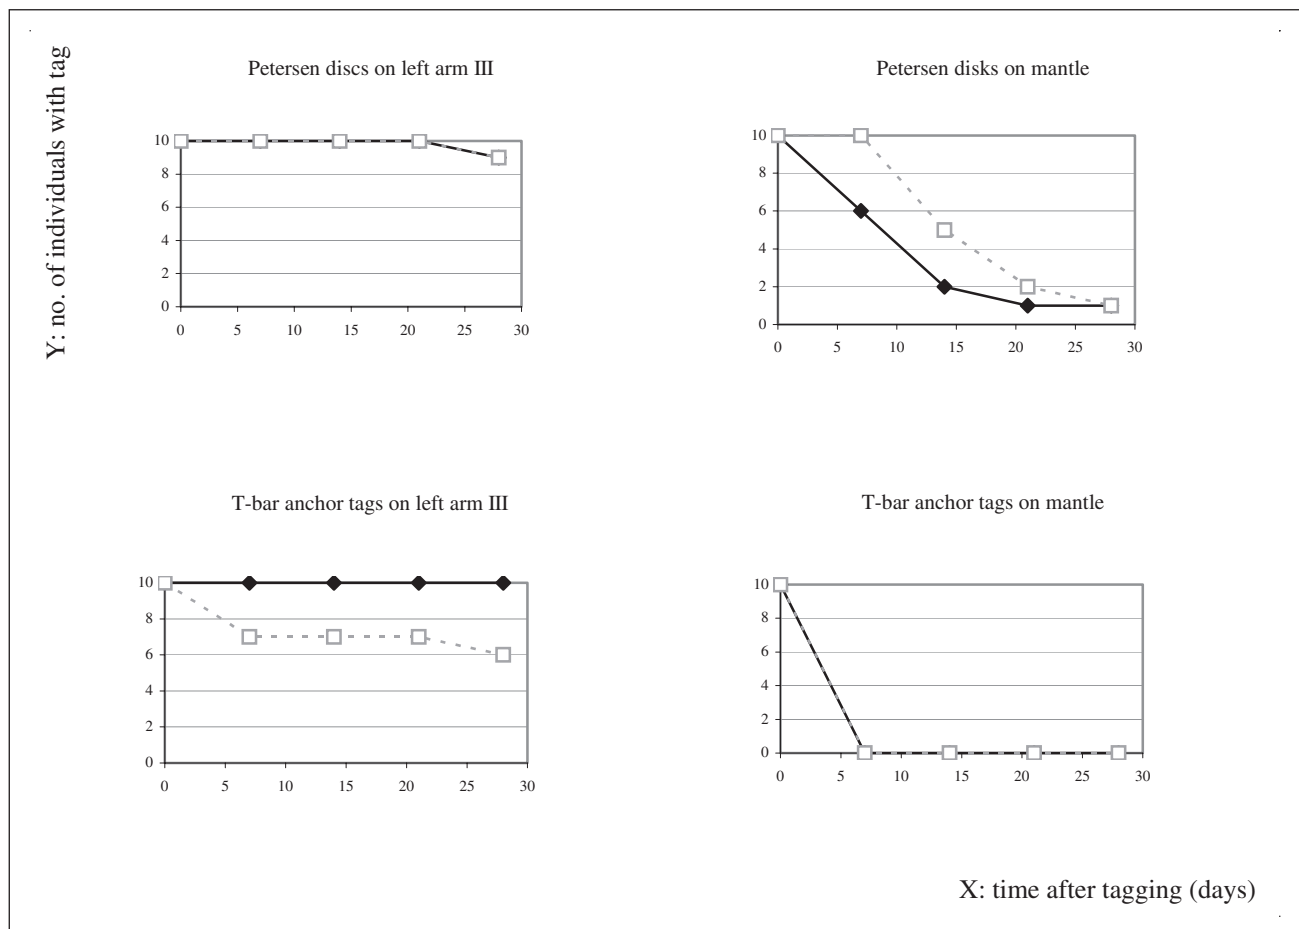 Y: no. of individuals with tag
Petersen discs on left arm III
10
8
6
4
2
0
0 5 10 15 20 25 30
Petersen disks on mantle
10
8
6
4
2
0
0 5 10 15 20 25 30
T-bar anchor tags on left arm III
10
8
6
4
2
0
0 5 10 15 20 25 30
T-bar anchor tags on mantle
10
8
6
4
2
0
0 5 10 15 20 25 30
X: time after tagging (days)